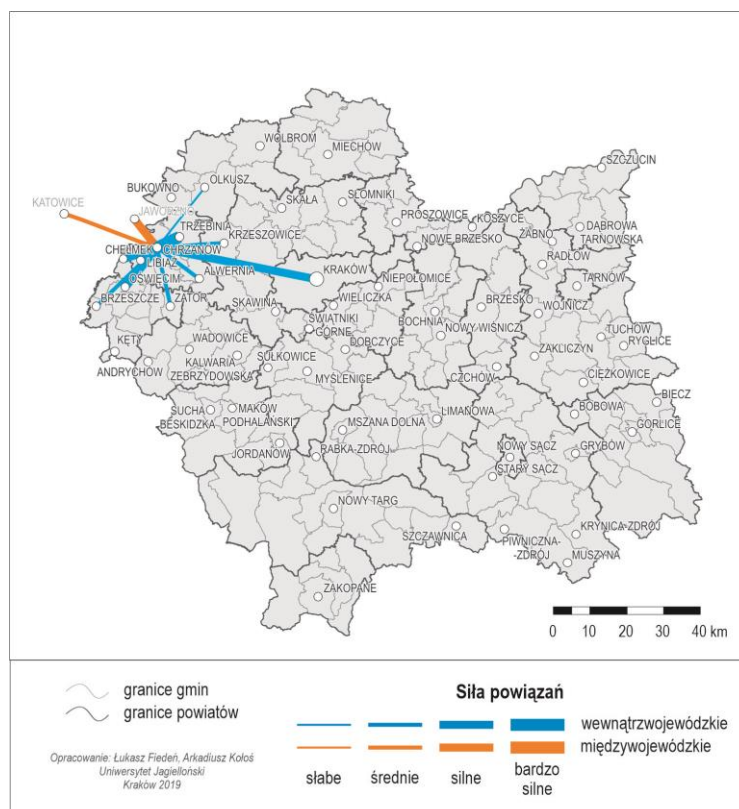 WOLBROM
MIECHÓW
SZCZUCIN
OLKUSZ
BUKOWNO
KATOWICE
JAWORZNO
SKAŁA
SŁOMNIKI
PROSZOWICE
KOSZYCE
DĄBROWA
TARNOWSKA
ŻABNO
TRZEBINIA
KRZESZOWICE
NOWE BRZESKO
CHEŁMEK
CHRZANÓW
RADŁÓW
LIBIĄŻ
ALWERNIA
KRAKÓW
NIEPOŁOMICE
TARNÓW
OŚWIĘCIM
BRZESZCZE
ZATOR
SKAWINA
WIELICZKA
BRZESKO
WOJNICZ
ŚWIĄTNIKI
GÓRNE
BOCHNIA
NOWY WIŚNICZ
TUCHÓW
RYGLICE
KĘTY
WADOWICE
DOBCZYCE
ANDRYCHÓW
KALWARIA
ZEBRZYDOWSKA
SUŁKOWICE
MYŚLENICE
ZAKLICZYN
CZCHÓW
CIĘŻKOWICE
BIECZ
SUCHA
BESKIDZKA
MAKÓW
PODHALAŃSKI
MSZANA DOLNA
LIMANOWA
BOBOWA
GORLICE
JORDANÓW
RABKA-ZDRÓJ
NOWY SĄCZ
GRYBÓW
STARY SĄCZ
NOWY TARG
SZCZAWNICA
PIWNICZNA
-ZDRÓJ
KRYNICA-ZDRÓJ
MUSZYNA
ZAKOPANE
0 10 20 30 40 km
granice gmin
granice powiatów
Siła powiązań
wewnątrzwojewódzkie
międzywojewódzkie
słabe średnie silne bardzo
silne
Opracowanie: Łukasz Fiedeń, Arkadiusz Kołoś
Uniwersytet Jagielloński
Kraków 2019